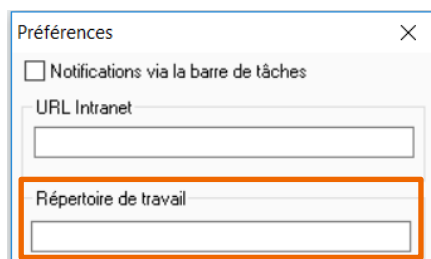 Préférences
Notifications via la barre de tâches
URL Intranet
Répertoire de travail